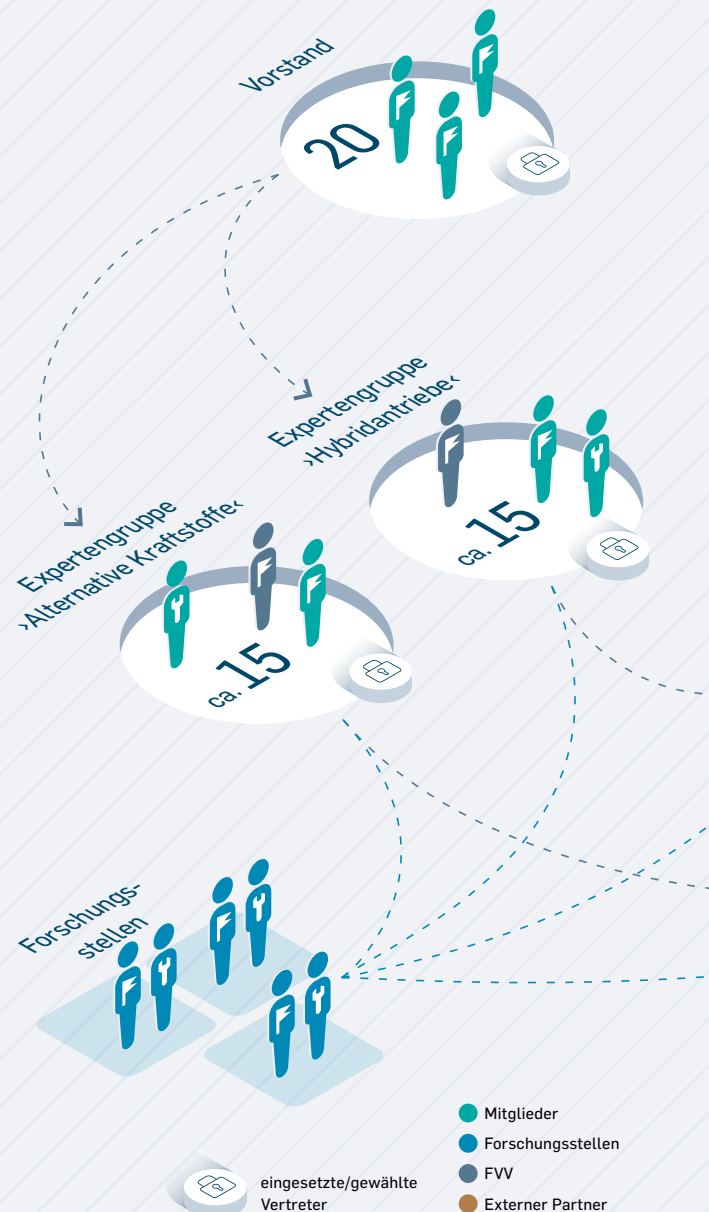 Vorstand
20
Expertengruppe
›Hybridantriebe‹
ca. 15
Expertengruppe
›Alternative Kraftstoffe‹
ca. 15
Forschungs-
stellen
Mitglieder
Forschungsstellen
FVV
Externer Partner
eingesetzte/gewählte
Vertreter